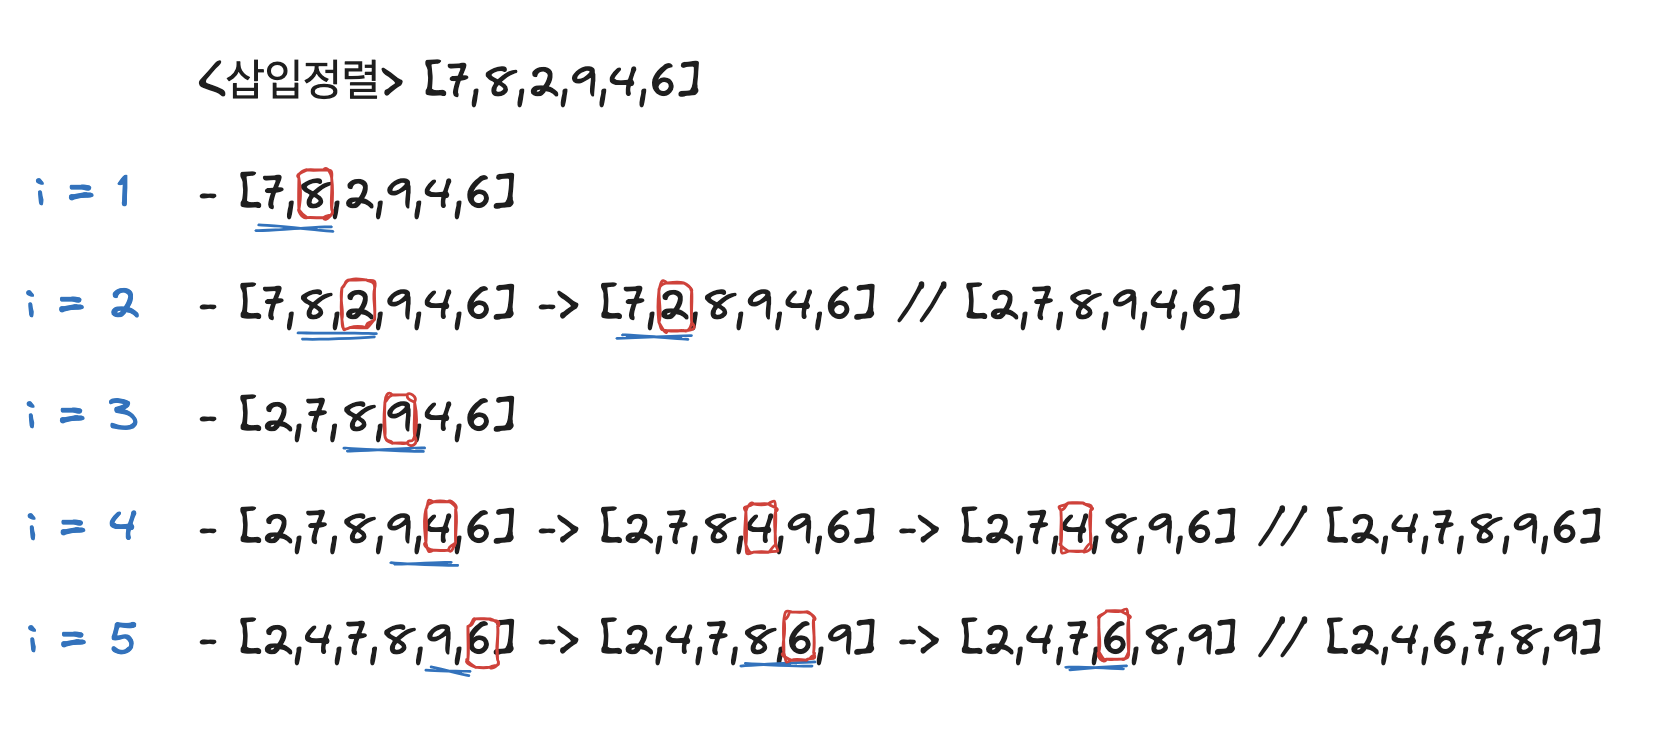 <삽입정렬> [7,8,2,9,4,6]
i = 1 - [7,8,2,9,4,6]
i = 2 - [7,8,2,9,4,6] -> [7,2,8,9,4,6] // [2,7,8,9,4,6]
i = 3 - [2,7,8,9,4,6]
i = 4 - [2,7,8,9,4,6] -> [2,7,8,4,9,6] -> [2,7,4,8,9,6] // [2,4,7,8,9,6]
i = 5 - [2,4,7,8,9,6] -> [2,4,7,8,6,9] -> [2,4,7,6,8,9] // [2,4,6,7,8,9]